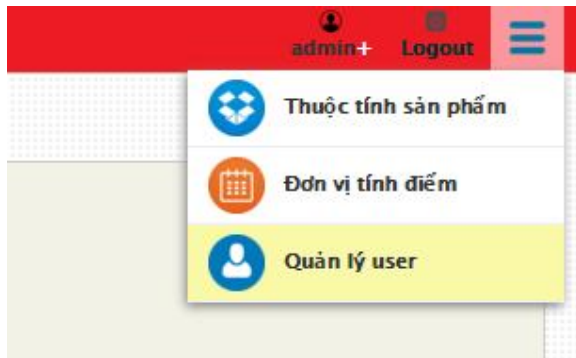 admin+ Logout
Thuộc tính sản phẩm
Đơn vị tính điểm
Quản lý user